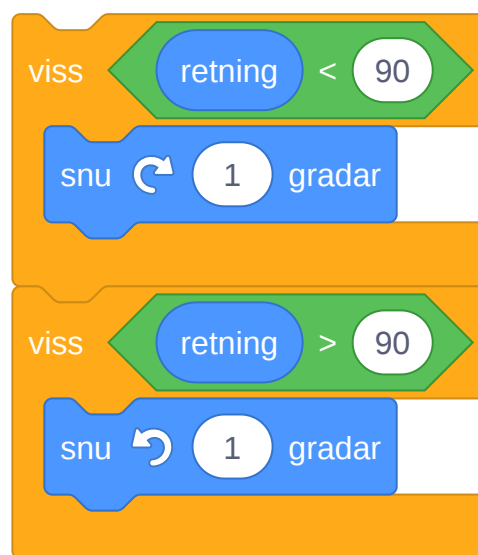 viss retning < 90
snu 1 gradar
viss retning > 90
snu 1 gradar